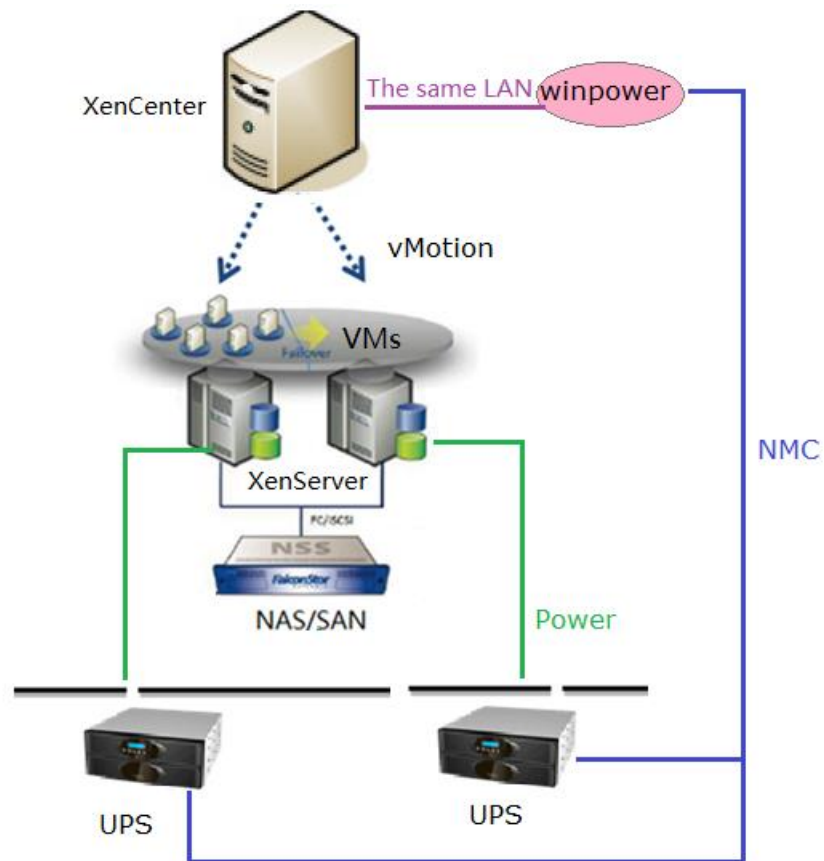 XenCenter
The same LAN
winpower
vMotion
VMs
Failover
XenServer
FC/iSCSI
NSS
FalconStor
NAS/SAN
NMC
Power
UPS
UPS